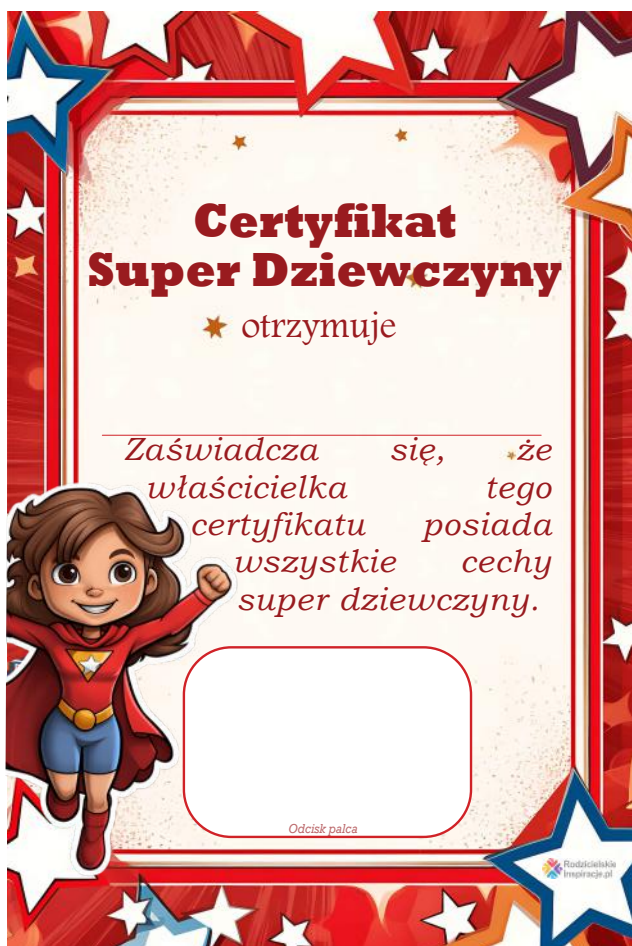 Certyfikat
Super Dziewczyny
otrzymuje
Zaświadcza się, że
właścicielka tego
certyfikatu posiada
wszystkie cechy
super dziewczyny.
Odcisk palca
Rodzicielskie
Inspiracje.pl